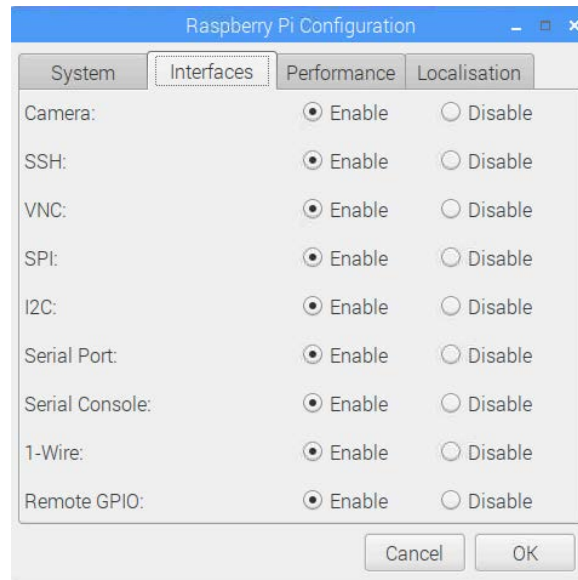 Raspberry Pi Configuration
System Interfaces Performance Localisation
Camera: Enable Disable
SSH: Enable Disable
VNC: Enable Disable
SPI: Enable Disable
I2C: Enable Disable
Serial Port: Enable Disable
Serial Console: Enable Disable
1-Wire: Enable Disable
Remote GPIO: Enable Disable
Cancel OK